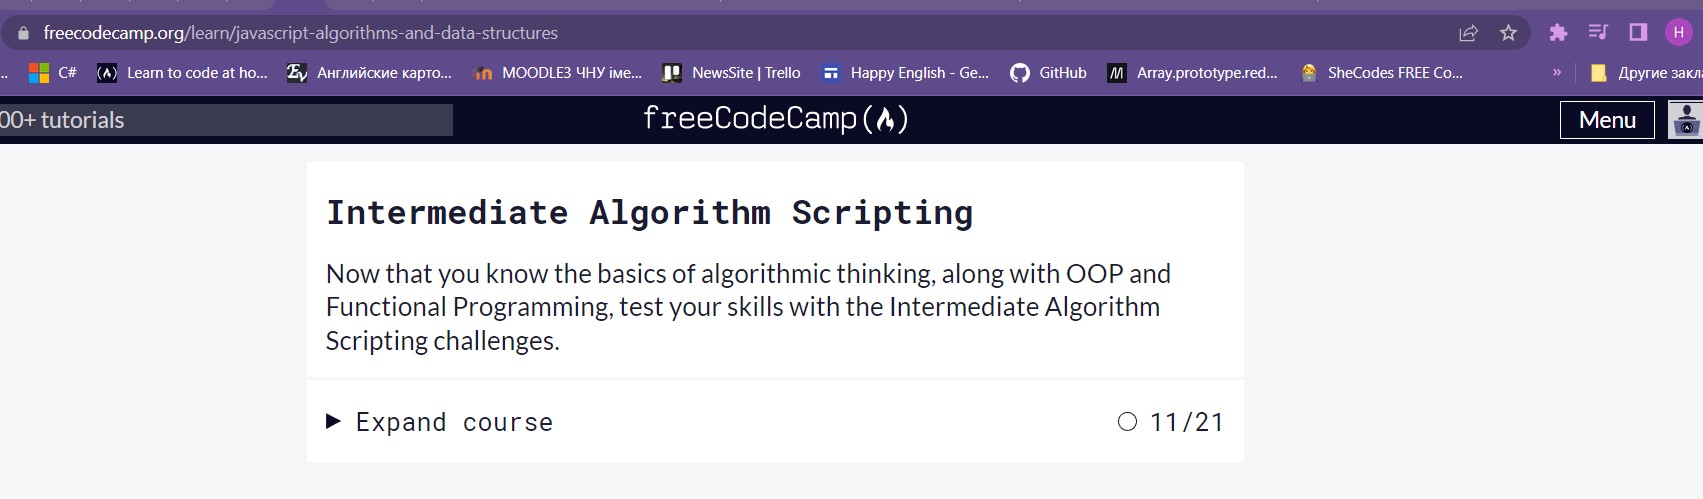 freecodecamp.org/learn/javascript-algorithms-and-data-structures
H
... C# (A) Learn to code at ho... Ev Английские карто... m MOODLE3 ЧНУ іме... NewsSite | Trello Happy English - Ge... GitHub M Array.prototype.red... SheCodes FREE Co... » Другие закла
00+ tutorials freeCodeCamp Menu
Intermediate Algorithm Scripting
Now that you know the basics of algorithmic thinking, along with OOP and
Functional Programming, test your skills with the Intermediate Algorithm
Scripting challenges.
Expand course 11/21